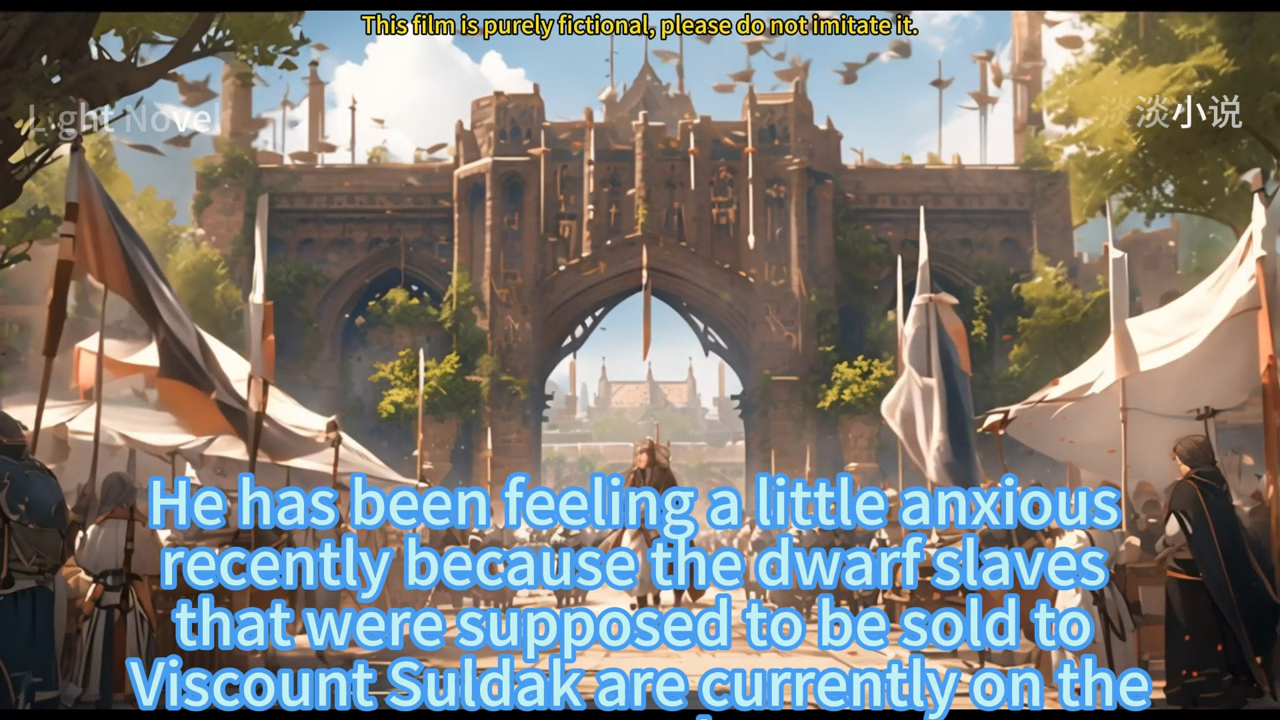 This film is purely fictional, please do not imitate it.
Light Novel
淡淡小说
He has been feeling a little anxious
recently because the dwarf slaves
that were supposed to be sold to
Viscount Suldak are currently on the